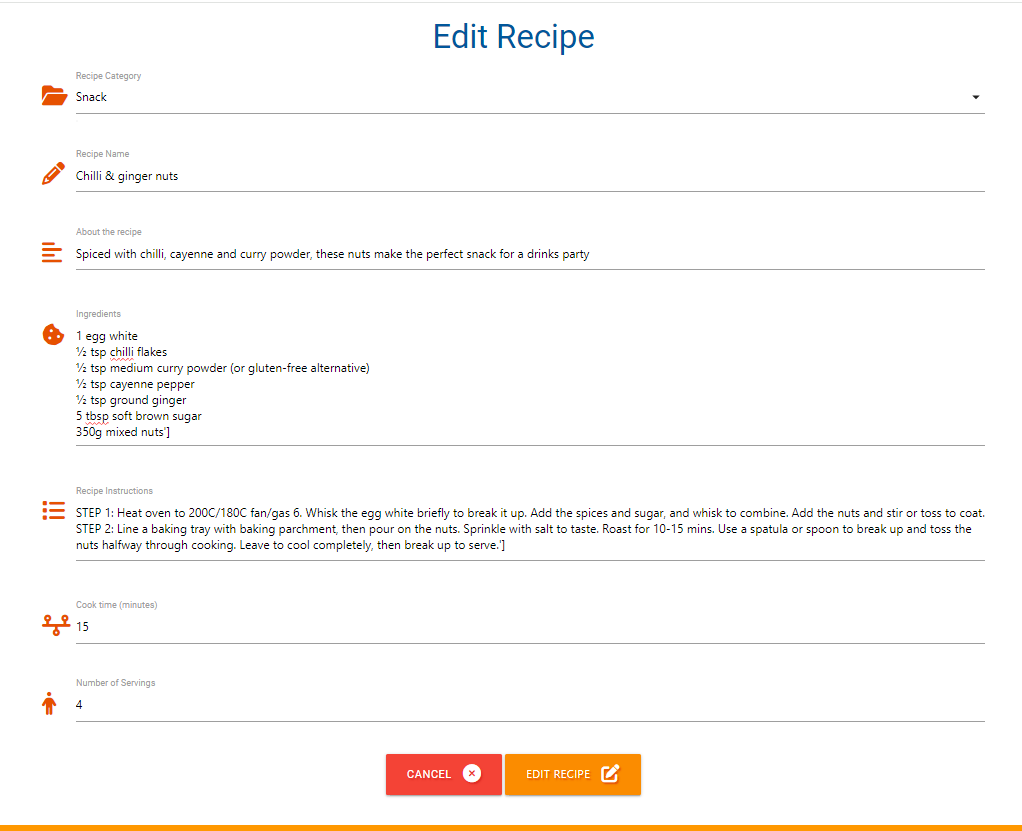 Edit Recipe
Recipe Category
Snack
Recipe Name
Chilli & ginger nuts
About the recipe
Spiced with chilli, cayenne and curry powder, these nuts make the perfect snack for a drinks party
Ingredients
1 egg white
½ tsp chilli flakes
½ tsp medium curry powder (or gluten-free alternative)
½ tsp cayenne pepper
½ tsp ground ginger
5 tbsp soft brown sugar
350g mixed nuts']
Recipe Instructions
STEP 1: Heat oven to 200C/180C fan/gas 6. Whisk the egg white briefly to break it up. Add the spices and sugar, and whisk to combine. Add the nuts and stir or toss to coat.
STEP 2: Line a baking tray with baking parchment, then pour on the nuts. Sprinkle with salt to taste. Roast for 10-15 mins. Use a spatula or spoon to break up and toss the
nuts halfway through cooking. Leave to cool completely, then break up to serve.']
Cook time (minutes)
15
Number of Servings
4
CANCEL
EDIT RECIPE